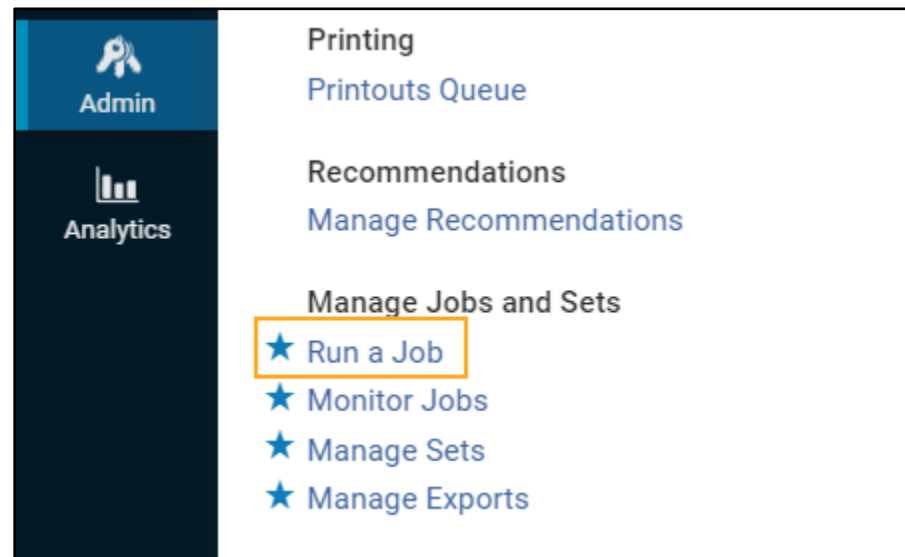 Admin
Analytics
Printing
Printouts Queue
Recommendations
Manage Recommendations
Manage Jobs and Sets
Run a Job
Monitor Jobs
Manage Sets
Manage Exports